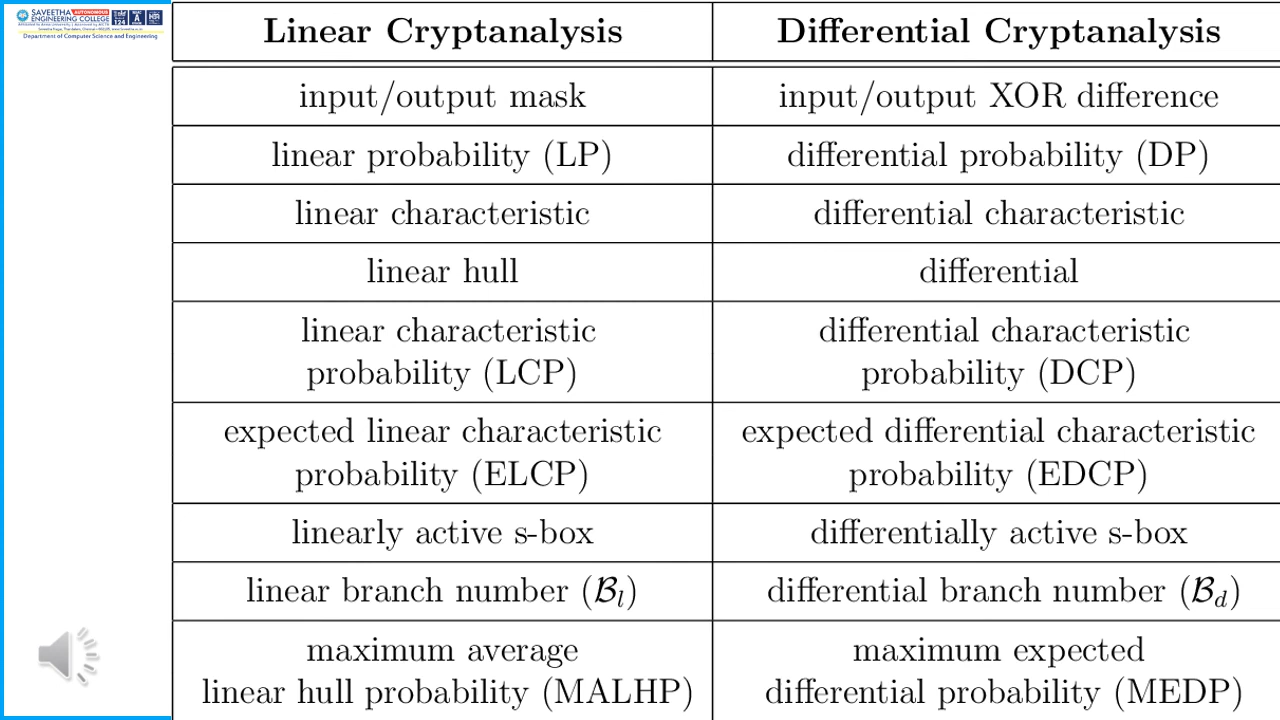 SAVEETHA AUTONOMOUS
ENGINEERING COLLEGE
Department of Computer Science and Engineering
Linear Cryptanalysis Differential Cryptanalysis
input/output mask input/output XOR difference
linear probability (LP) differential probability (DP)
linear characteristic differential characteristic
linear hull differential
linear characteristic differential characteristic
probability (LCP) probability (DCP)
expected linear characteristic expected differential characteristic
probability (ELCP) probability (EDCP)
linearly active s-box differentially active s-box
linear branch number (ℬl) differential branch number (ℬd)
maximum average maximum expected
linear hull probability (MALHP) differential probability (MEDP)